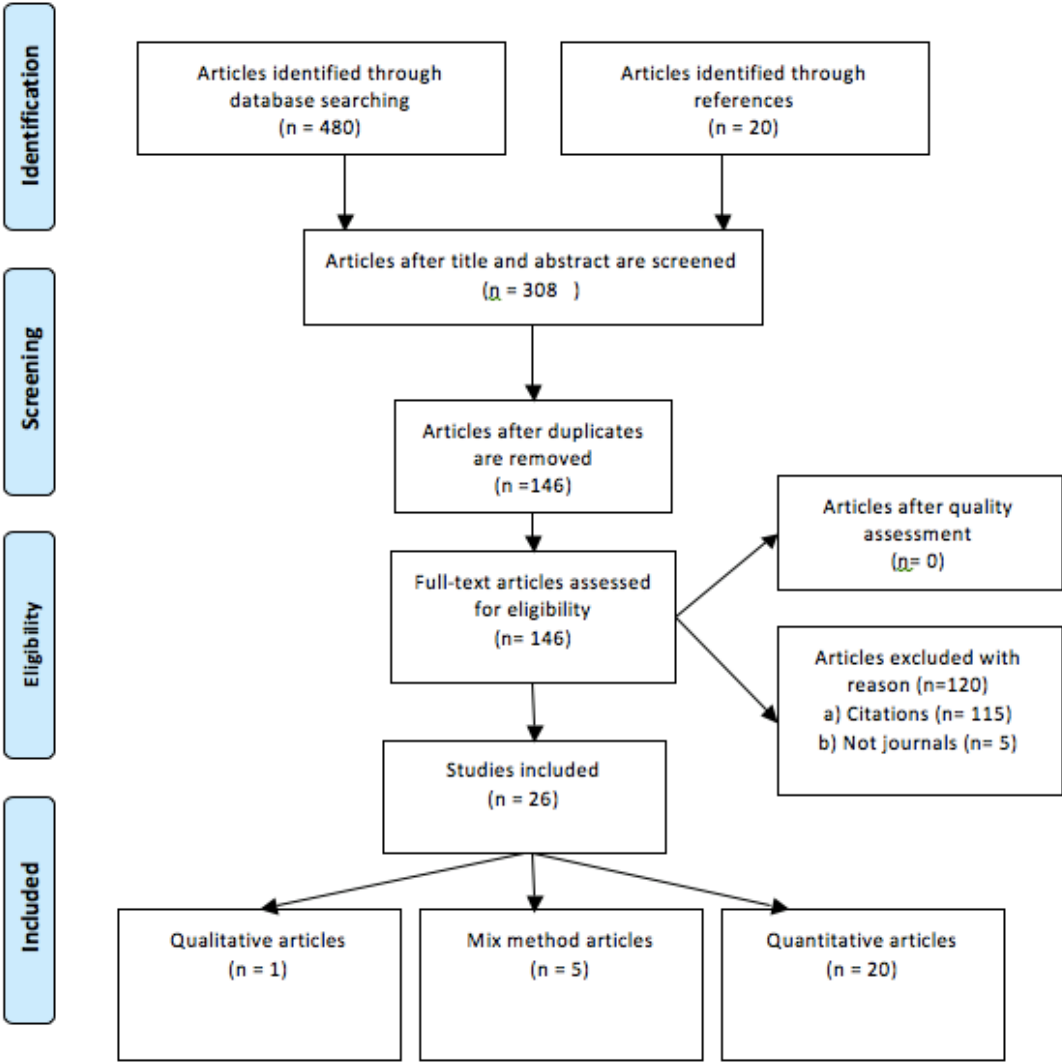 Identification
Articles identified through
database searching
(n = 480)
Articles identified through
references
(n = 20)
Articles after title and abstract are screened
(n = 308   )
Screening
Articles after duplicates
are removed
(n =146)
Eligibility
Full-text articles assessed
for eligibility
(n= 146)
Articles after quality
assessment
(n= 0)
Articles excluded with
reason (n=120)
a) Citations (n= 115)
b) Not journals (n= 5)
Studies included
(n = 26)
Included
Qualitative articles
(n = 1)
Mix method articles
(n = 5)
Quantitative articles
(n = 20)